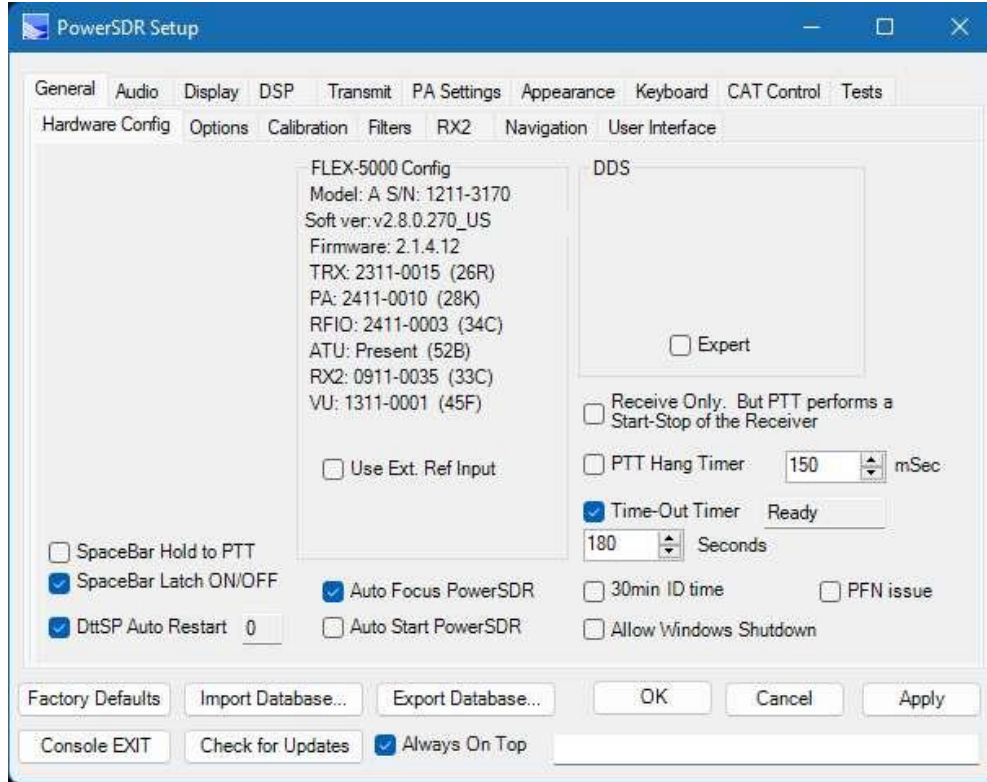 PowerSDR Setup
General Audio Display DSP Transmit PA Settings Appearance Keyboard CAT Control Tests
Hardware Config Options Calibration Filters RX2 Navigation User Interface
FLEX-5000 Config
Model: A S/N: 1211-3170
Soft ver: v2.8.0.270_US
Firmware: 2.1.4.12
TRX: 2311-0015 (26R)
PA: 2411-0010 (28K)
RFIO: 2411-0003 (34C)
ATU: Present (52B)
RX2: 0911-0035 (33C)
VU: 1311-0001 (45F)
Use Ext. Ref Input
DDS
Expert
Receive Only. But PTT performs a
Start-Stop of the Receiver
PTT Hang Timer 150 mSec
Time-Out Timer Ready
180 Seconds
SpaceBar Hold to PTT
SpaceBar Latch ON/OFF
DttSP Auto Restart 0
Auto Focus PowerSDR
Auto Start PowerSDR
30min ID time PFN issue
Allow Windows Shutdown
Factory Defaults Import Database... Export Database... OK Cancel Apply
Console EXIT Check for Updates Always On Top